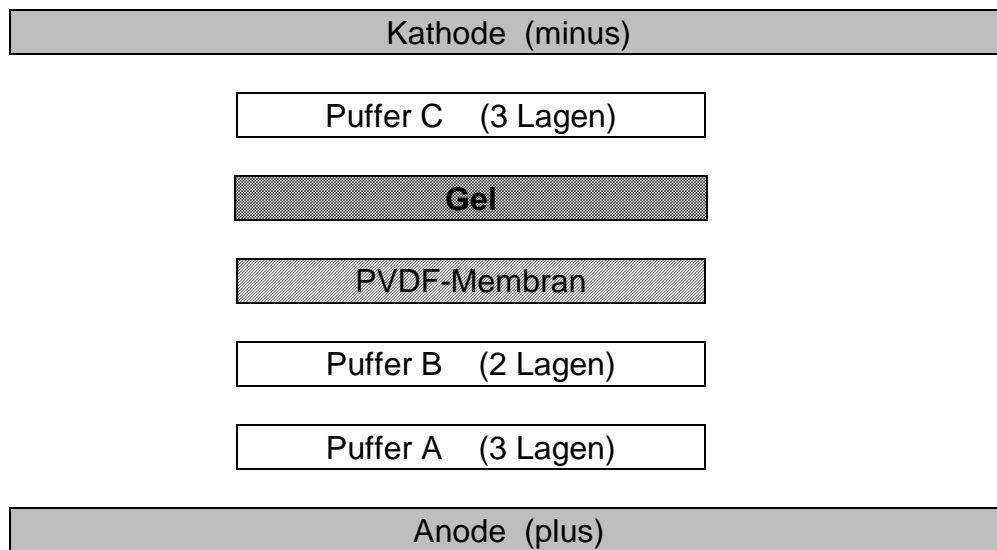 Kathode (minus)
Puffer C (3 Lagen)
Gel
PVDF-Membran
Puffer B (2 Lagen)
Puffer A (3 Lagen)
Anode (plus)